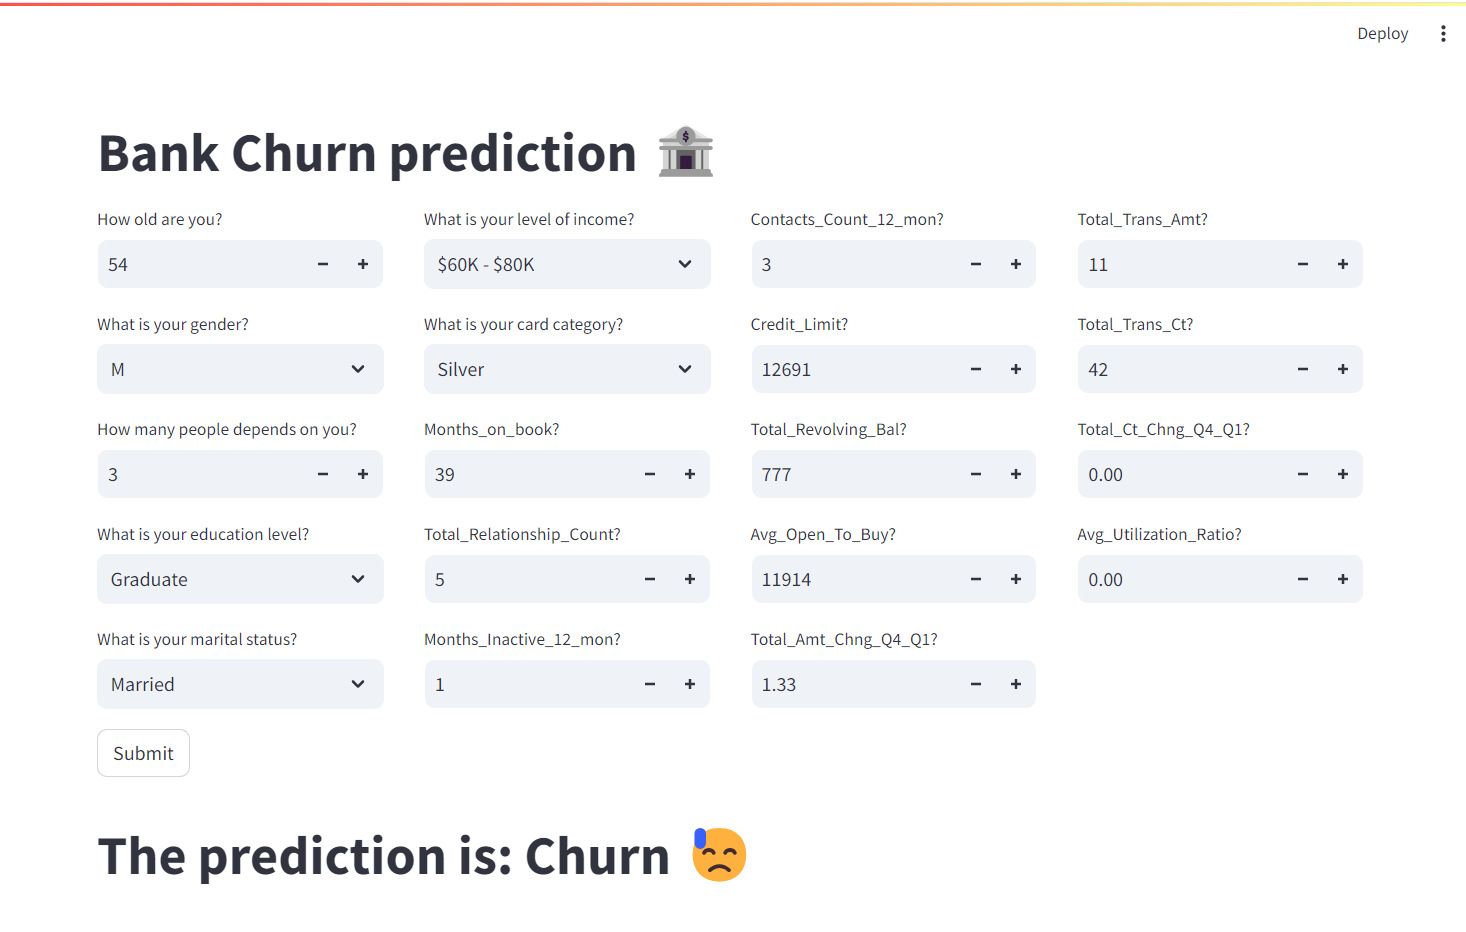 Deploy
Bank Churn prediction
How old are you?
54
What is your gender?
M
How many people depends on you?
3
What is your education level?
Graduate
What is your marital status?
Married
What is your level of income?
$60K - $80K
What is your card category?
Silver
Months_on_book?
39
Total_Relationship_Count?
5
Months_Inactive_12_mon?
1
Contacts_Count_12_mon?
3
Credit_Limit?
12691
Total_Revolving_Bal?
777
Avg_Open_To_Buy?
11914
Total_Amt_Chng_Q4_Q1?
1.33
Total_Trans_Amt?
11
Total_Trans_Ct?
42
Total_Ct_Chng_Q4_Q1?
0.00
Avg_Utilization_Ratio?
0.00
Submit
The prediction is: Churn